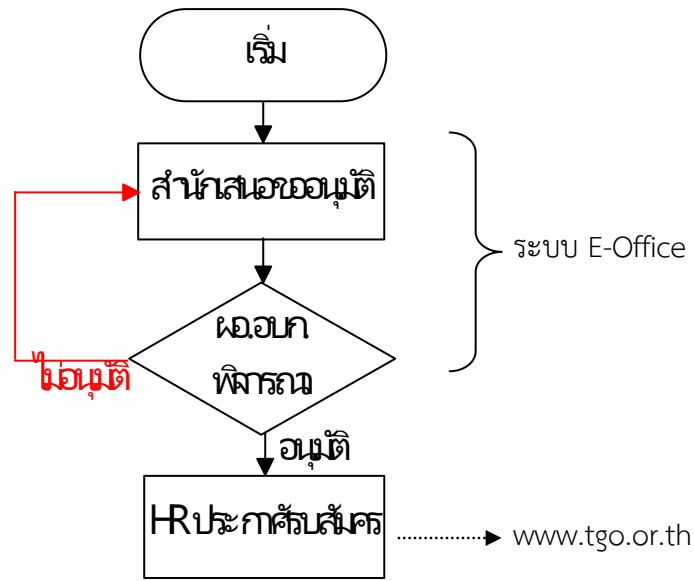 เริ่ม
สำนักเสนอขออนุมัติ
ระบบ E-Office
ผอ.อบก.
พิจารณา
ไม่อนุมัติ
อนุมัติ
HR ประกาศรับสมัคร
www.tgo.or.th